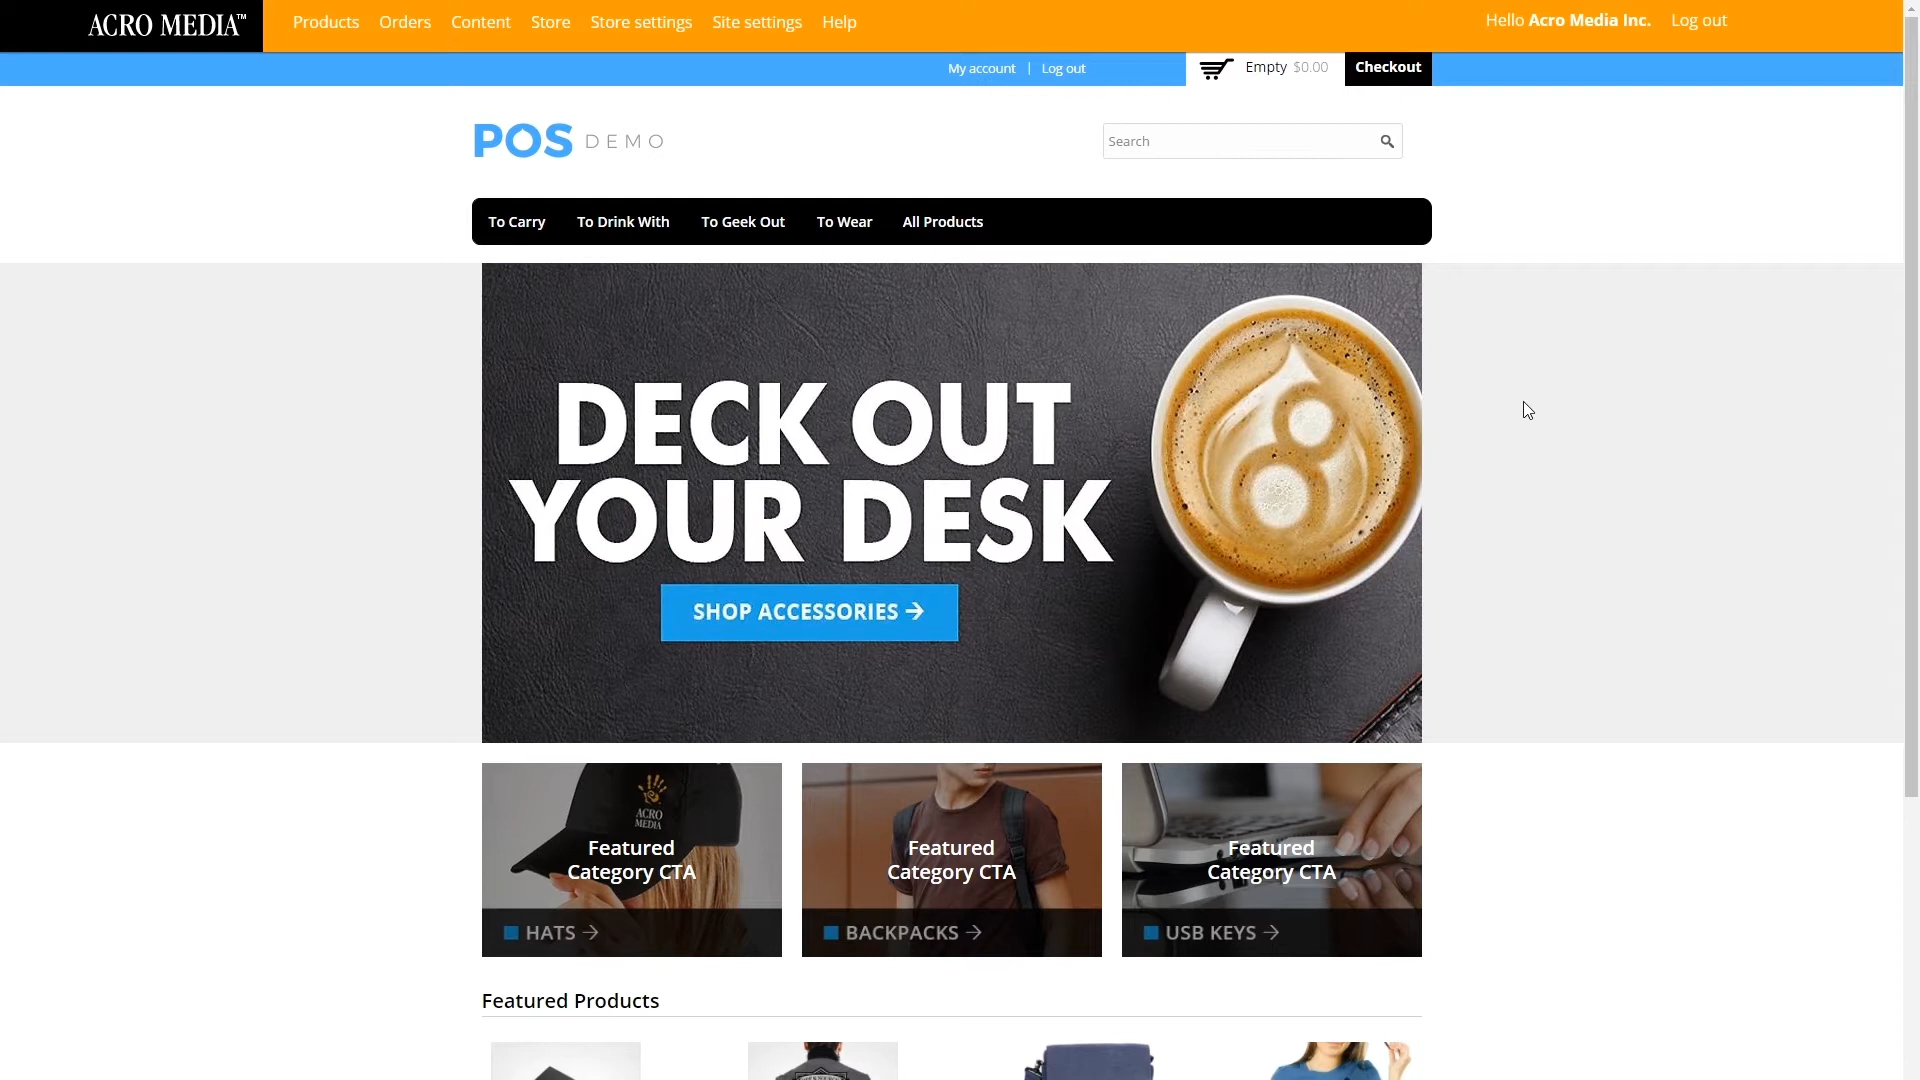 ACRO MEDIA™
Products Orders Content Store Store settings Site settings Help
Hello Acro Media Inc. Log out
My account | Log out
Empty $0.00
Checkout
POS DEMO
Search
To Carry To Drink With To Geek Out To Wear All Products
DECK OUT
YOUR DESK
SHOP ACCESSORIES →
ACRO
MEDIA
Featured
Category CTA
HATS →
Featured
Category CTA
BACKPACKS →
Featured
Category CTA
USB KEYS →
Featured Products